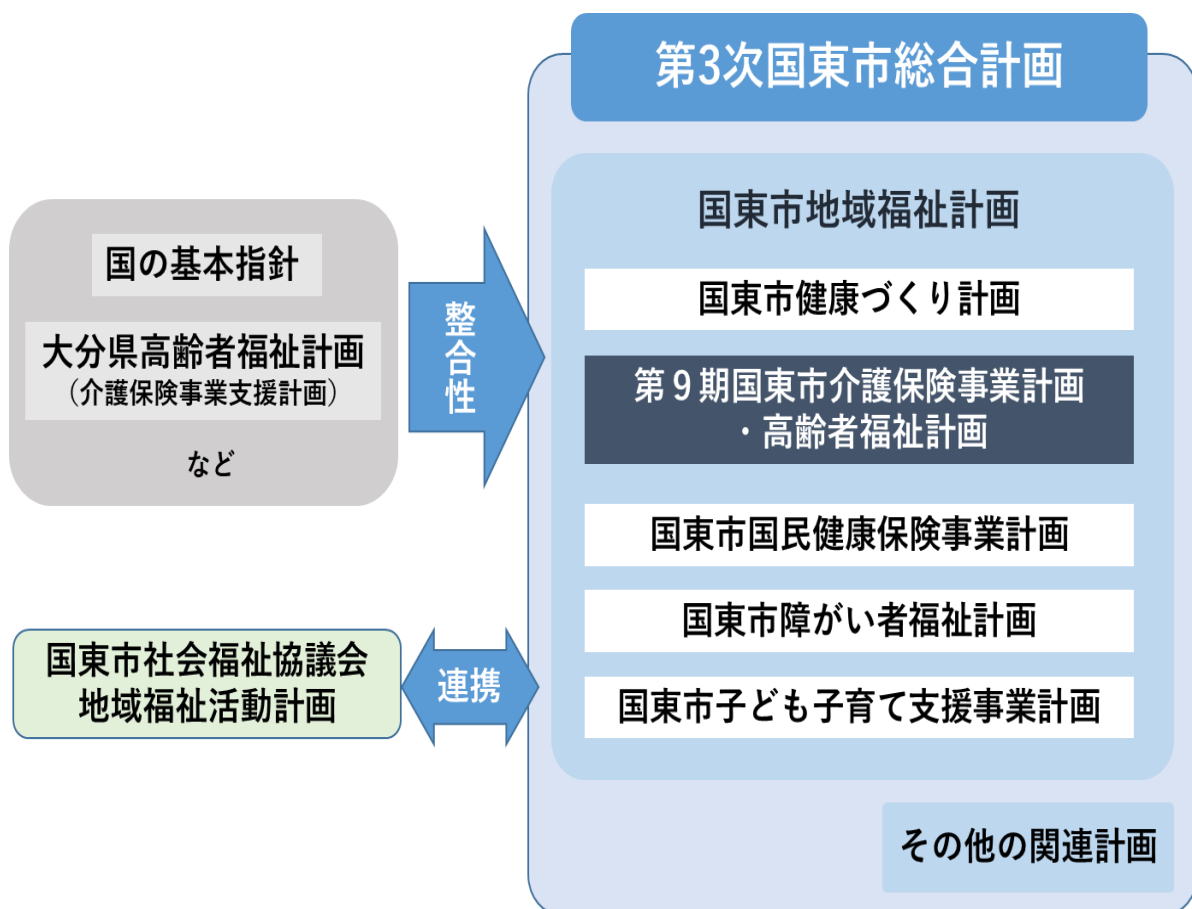 第3次国東市総合計画
国東市地域福祉計画
国の基本指針
国東市健康づくり計画
整合性
大分県高齢者福祉計画
（介護保険事業支援計画）
第９期国東市介護保険事業計画
・高齢者福祉計画
など
国東市国民健康保険事業計画
国東市障がい者福祉計画
国東市社会福祉協議会
地域福祉活動計画
連携
国東市子ども子育て支援事業計画
その他の関連計画